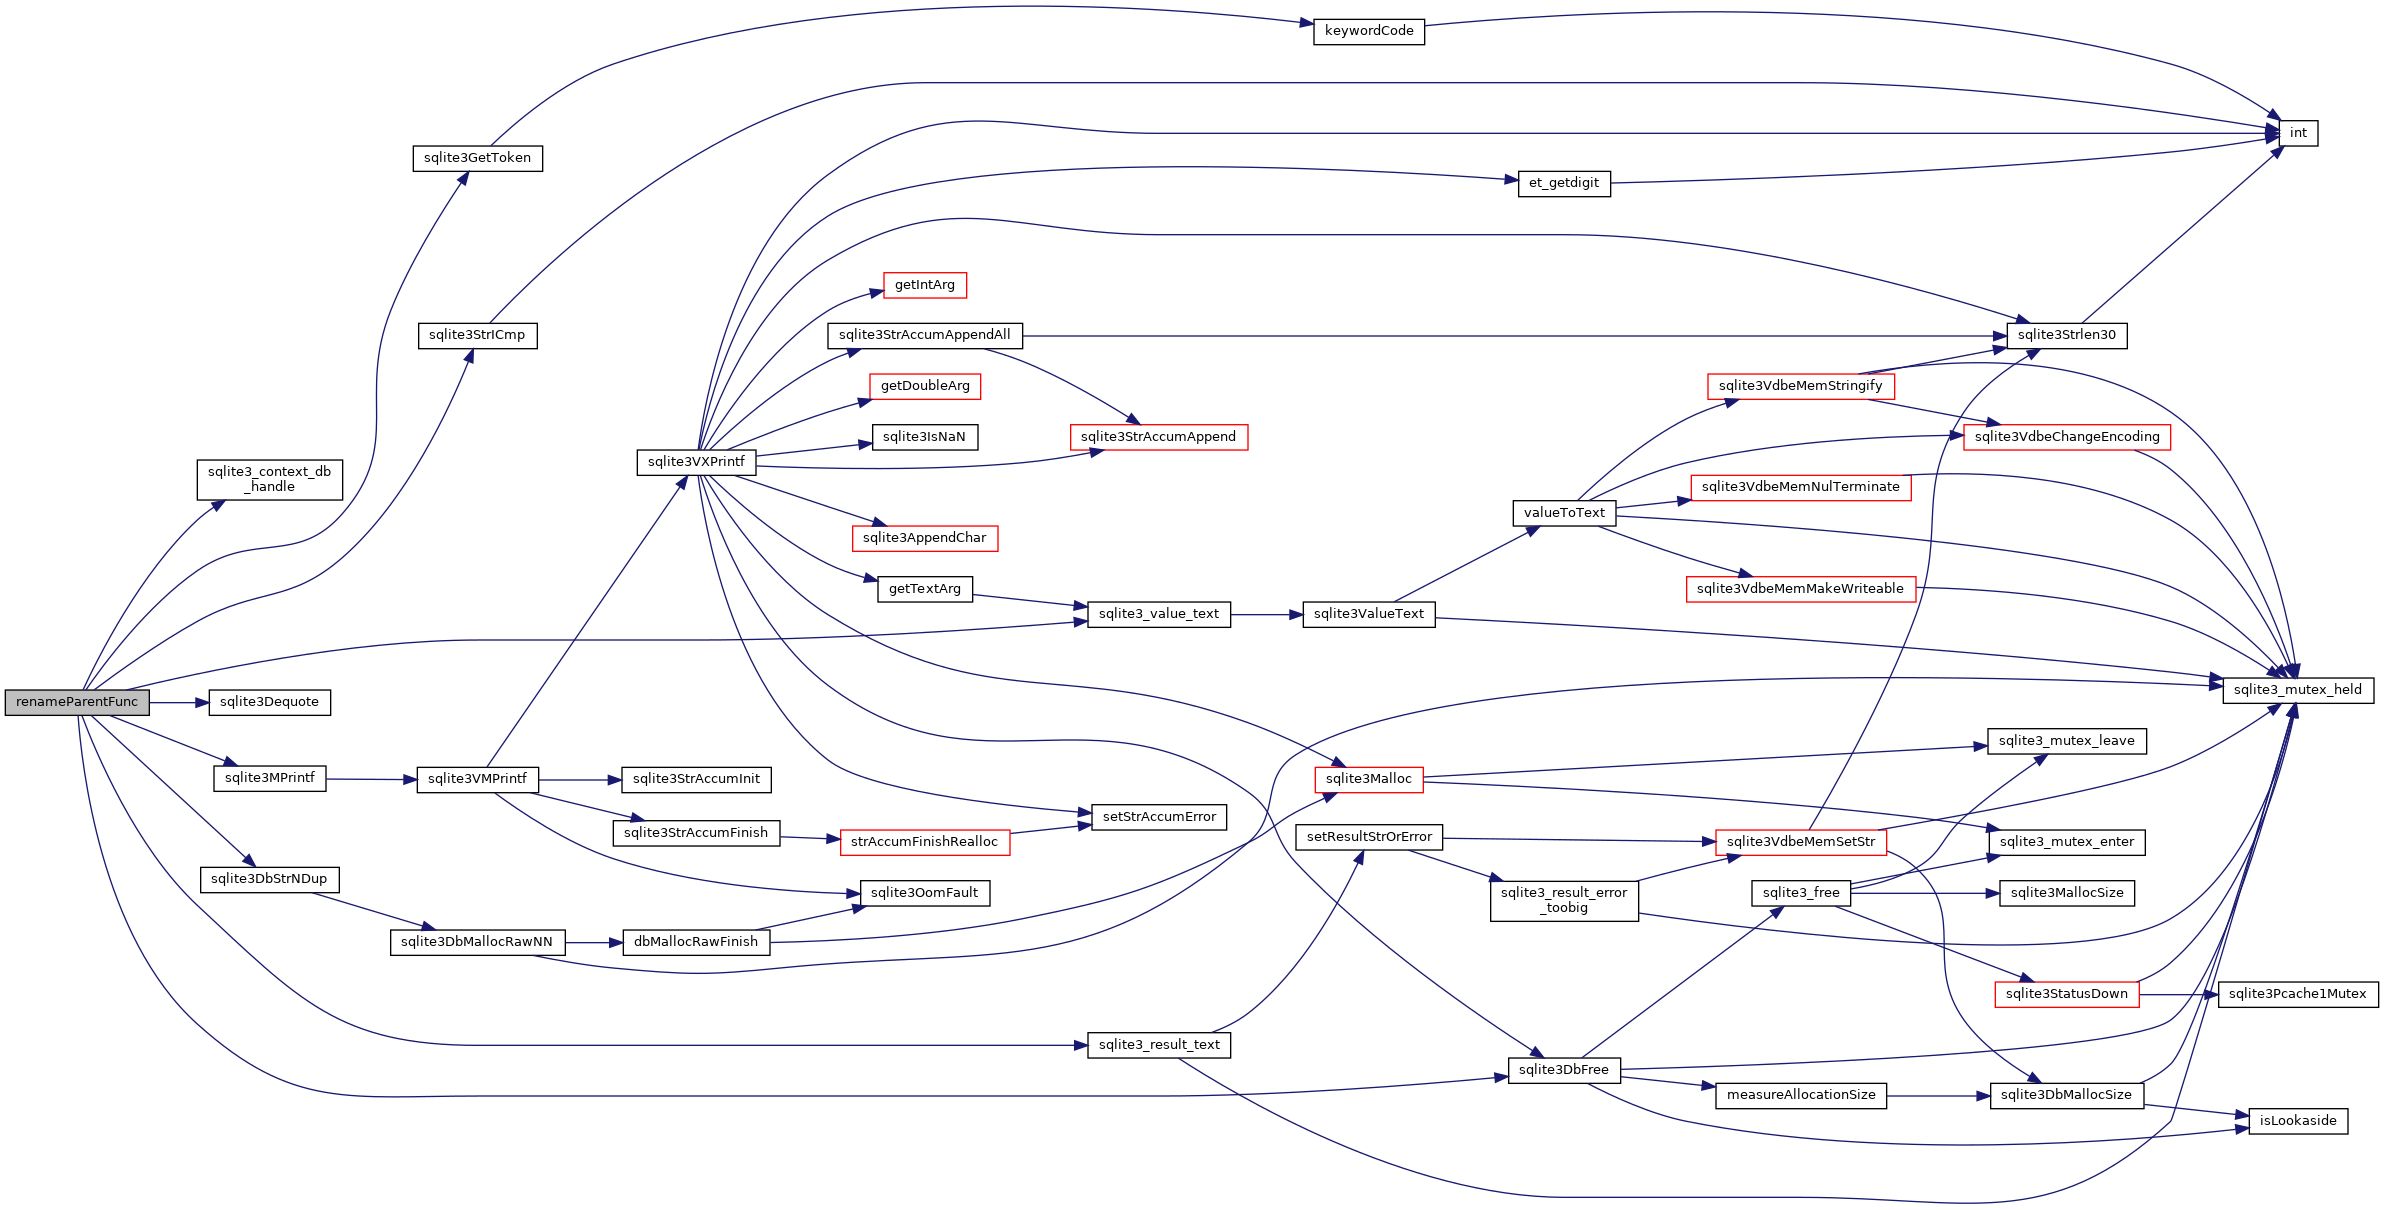 keywordCode
int
sqlite3GetToken
et_getdigit
getIntArg
sqlite3StrICmp
sqlite3StrAccumAppendAll
sqlite3Strlen30
getDoubleArg
sqlite3VdbeMemStringify
sqlite3IsNaN
sqlite3StrAccumAppend
sqlite3VdbeChangeEncoding
sqlite3VXPrintf
sqlite3_context_db
_handle
sqlite3VdbeMemNulTerminate
valueToText
sqlite3AppendChar
getTextArg
sqlite3VdbeMemMakeWriteable
sqlite3_value_text
sqlite3ValueText
sqlite3_mutex_held
renameParentFunc
sqlite3Dequote
sqlite3_mutex_leave
sqlite3MPrintf
sqlite3VMPrintf
sqlite3StrAccumInit
sqlite3Malloc
setStrAccumError
sqlite3StrAccumFinish
strAccumFinishRealloc
setResultStrOrError
sqlite3VdbeMemSetStr
sqlite3_mutex_enter
sqlite3DbStrNDup
sqlite3OomFault
sqlite3_result_error
_toobig
sqlite3_free
sqlite3MallocSize
sqlite3DbMallocRawNN
dbMallocRawFinish
sqlite3StatusDown
sqlite3Pcache1Mutex
sqlite3_result_text
sqlite3DbFree
measureAllocationSize
sqlite3DbMallocSize
isLookaside